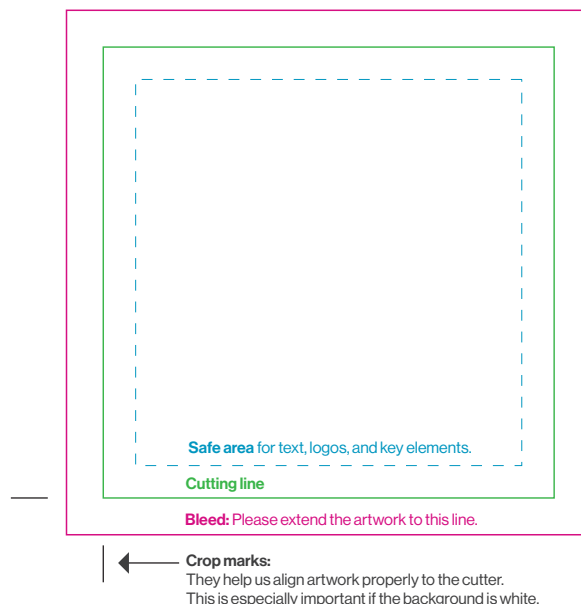 Safe area for text, logos, and key elements.
Cutting line
Bleed: Please extend the artwork to this line.
Crop marks:
They help us align artwork properly to the cutter.
This is especially important if the background is white.